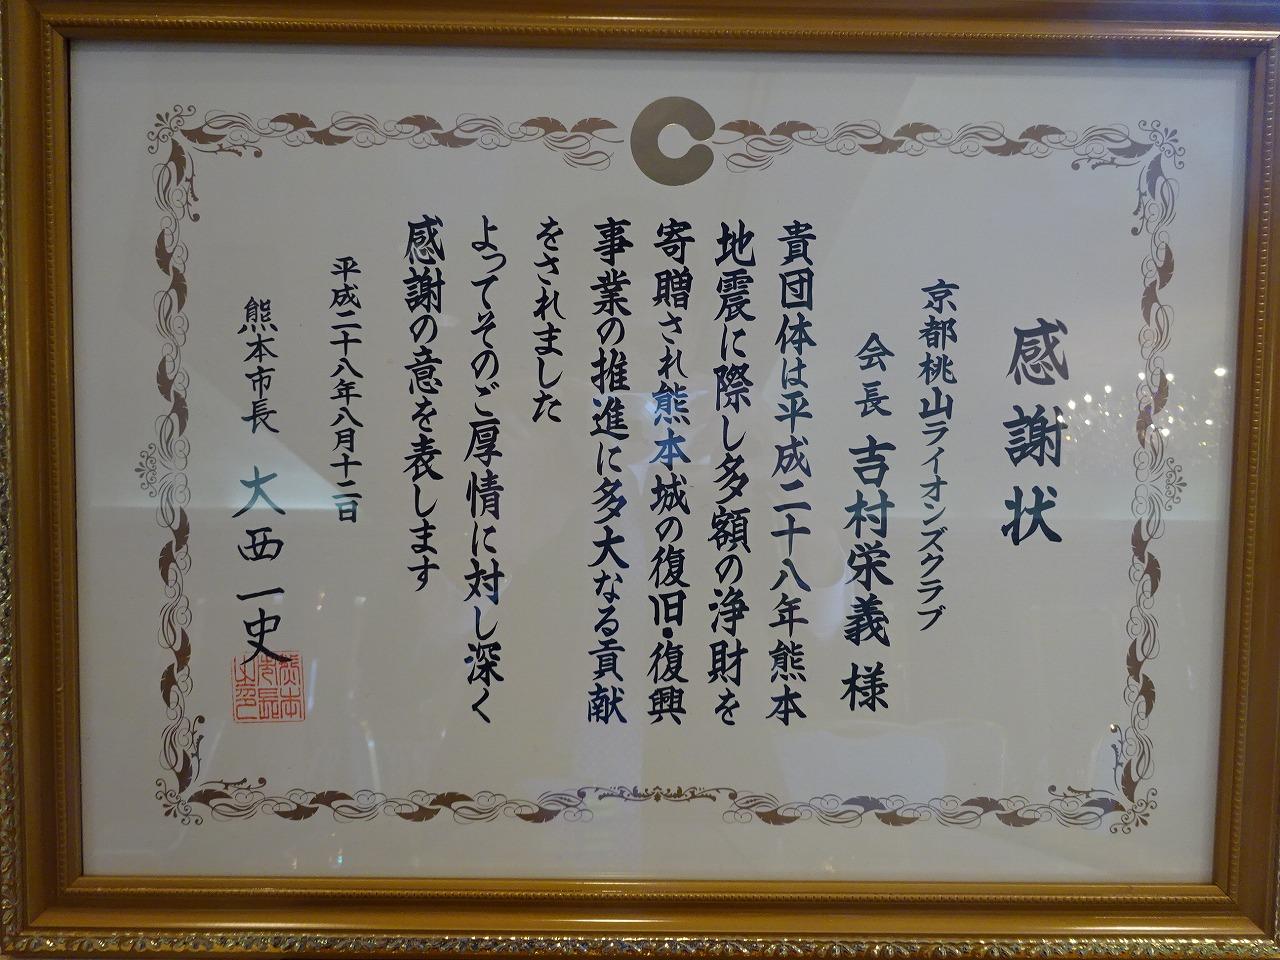 感謝状
京都桃山ライオンズクラブ
会長 吉村栄義 様
貴団体は平成二十八年熊本
地震に際し多額の浄財を
寄贈され熊本城の復旧・復興
事業の推進に多大なる貢献
をされました
よってそのご厚情に対し深く
感謝の意を表します
平成二十八年八月十二日
熊本市長 大西一史
熊本市長之印